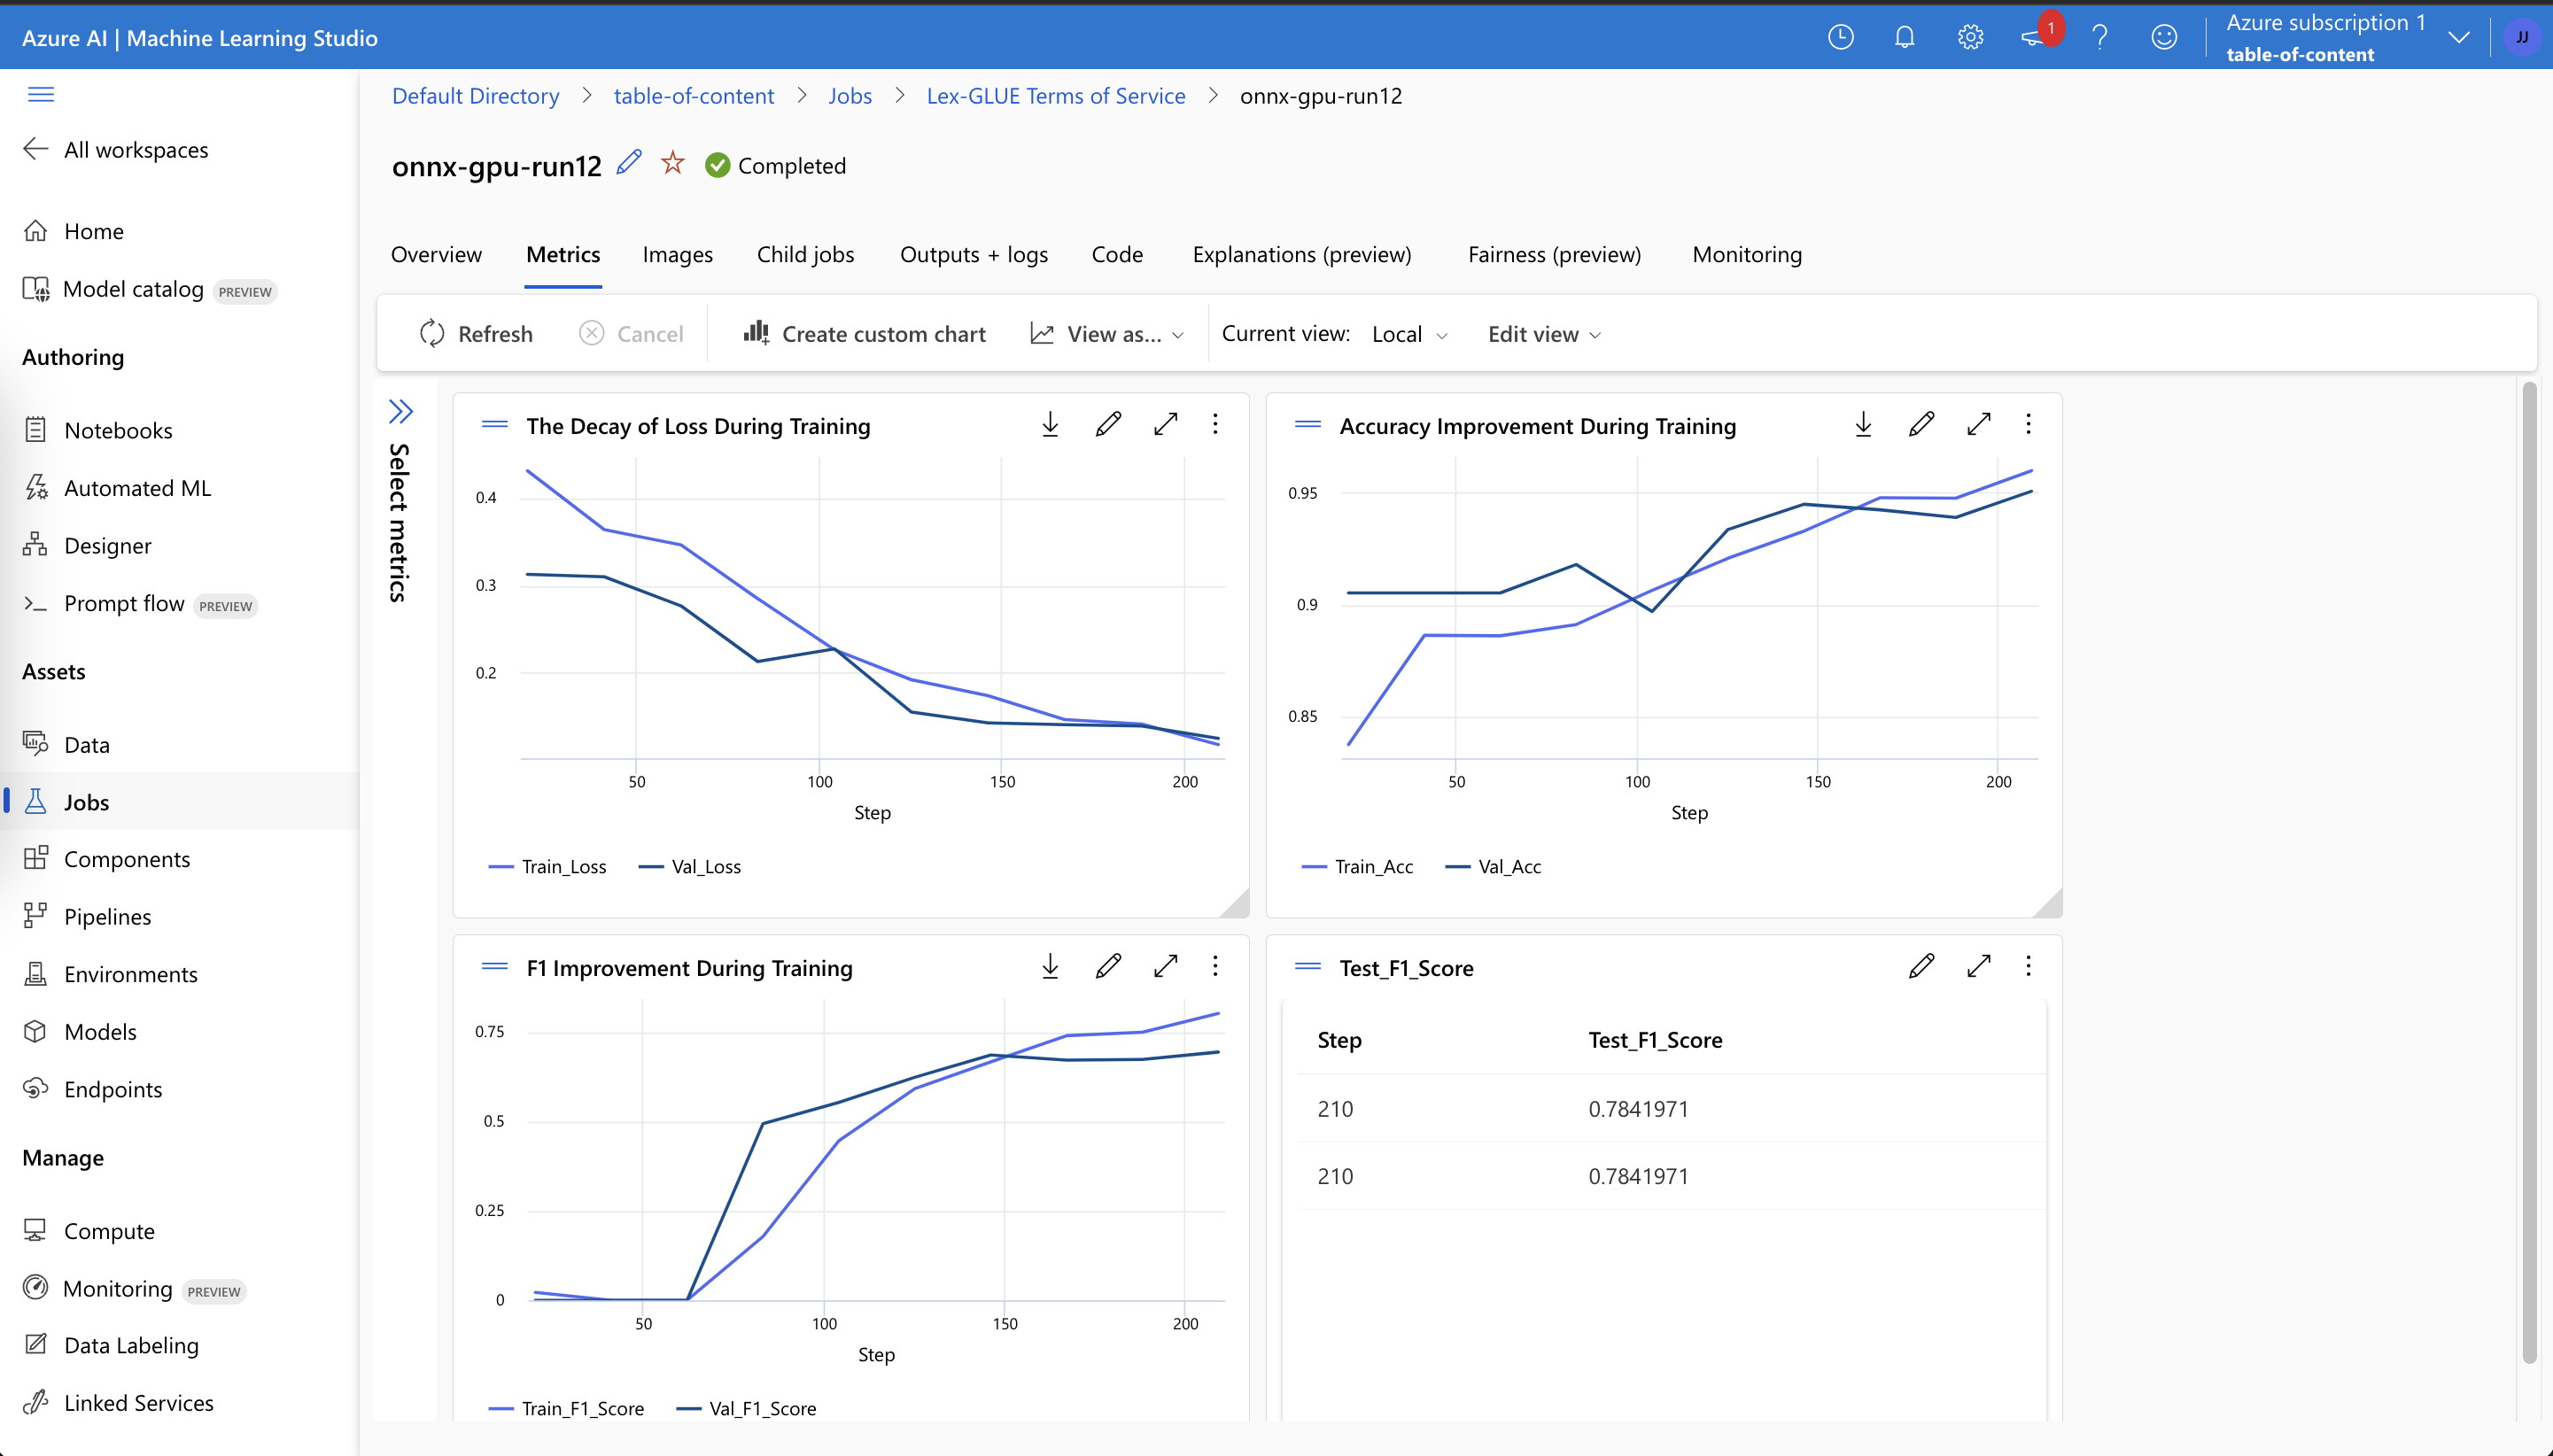 Azure AI | Machine Learning Studio
1
Azure subscription 1
table-of-content
JJ
All workspaces
Home
Model catalog PREVIEW
Authoring
Notebooks
Automated ML
Designer
Prompt flow PREVIEW
Assets
Data
Jobs
Components
Pipelines
Environments
Models
Endpoints
Manage
Compute
Monitoring PREVIEW
Data Labeling
Linked Services
Default Directory > table-of-content > Jobs > Lex-GLUE Terms of Service > onnx-gpu-run12
onnx-gpu-run12 Completed
Overview Metrics Images Child jobs Outputs + logs Code Explanations (preview) Fairness (preview) Monitoring
Refresh Cancel Create custom chart View as... Current view: Local Edit view
Select metrics
The Decay of Loss During Training
0.4
0.3
0.2
50 100 150 200
Step
Train_Loss Val_Loss
Accuracy Improvement During Training
0.95
0.9
0.85
50 100 150 200
Step
Train_Acc Val_Acc
F1 Improvement During Training
0.75
0.5
0.25
0
50 100 150 200
Step
Train_F1_Score Val_F1_Score
Test_F1_Score
Step Test_F1_Score
210 0.7841971
210 0.7841971